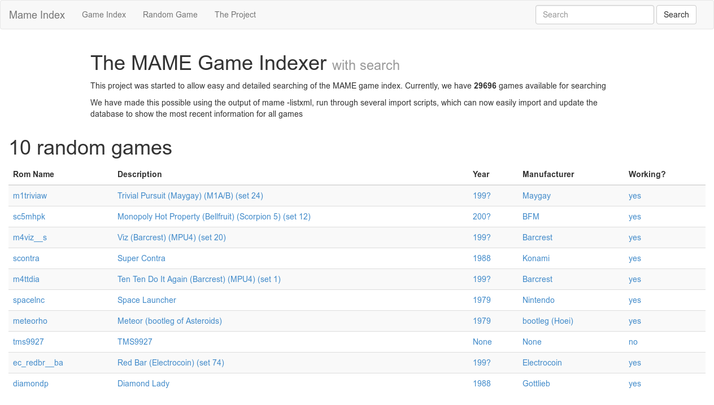 Mame Index Game Index Random Game The Project Search Search
The MAME Game Indexer with search
This project was started to allow easy and detailed searching of the MAME game index. Currently, we have 29696 games available for searching
We have made this possible using the output of mame -listxml, run through several import scripts, which can now easily import and update the
database to show the most recent information for all games
10 random games
Rom Name Description Year Manufacturer Working?
m1triviaw Trivial Pursuit (Maygay) (M1A/B) (set 24) 199? Maygay yes
sc5mhpk Monopoly Hot Property (Bellfruit) (Scorpion 5) (set 12) 200? BFM yes
m4viz__s Viz (Barcrest) (MPU4) (set 20) 199? Barcrest yes
scontra Super Contra 1988 Konami yes
m4ttdia Ten Ten Do It Again (Barcrest) (MPU4) (set 1) 199? Barcrest yes
spacelnc Space Launcher 1979 Nintendo yes
meteorho Meteor (bootleg of Asteroids) 1979 bootleg (Hoei) yes
tms9927 TMS9927 None None no
ec_redbr__ba Red Bar (Electrocoin) (set 74) 199? Electrocoin yes
diamondp Diamond Lady 1988 Gottlieb yes